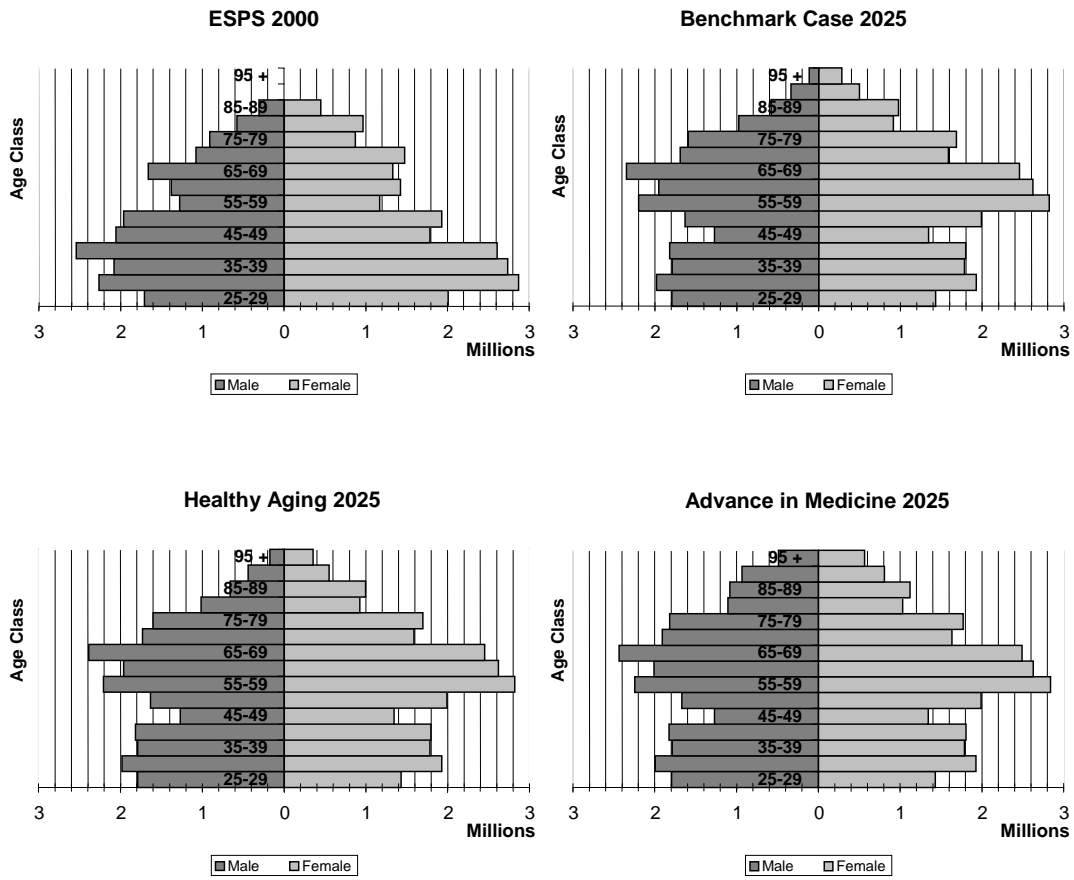 ESPS 2000
Age Class
95 +
85-89
75-79
65-69
55-59
45-49
35-39
25-29
3 2 1 0 1 2 3
Millions
Male Female
Benchmark Case 2025
Age Class
95 +
85-89
75-79
65-69
55-59
45-49
35-39
25-29
3 2 1 0 1 2 3
Millions
Male Female
Healthy Aging 2025
Age Class
95 +
85-89
75-79
65-69
55-59
45-49
35-39
25-29
3 2 1 0 1 2 3
Millions
Male Female
Advance in Medicine 2025
Age Class
95 +
85-89
75-79
65-69
55-59
45-49
35-39
25-29
3 2 1 0 1 2 3
Millions
Male Female